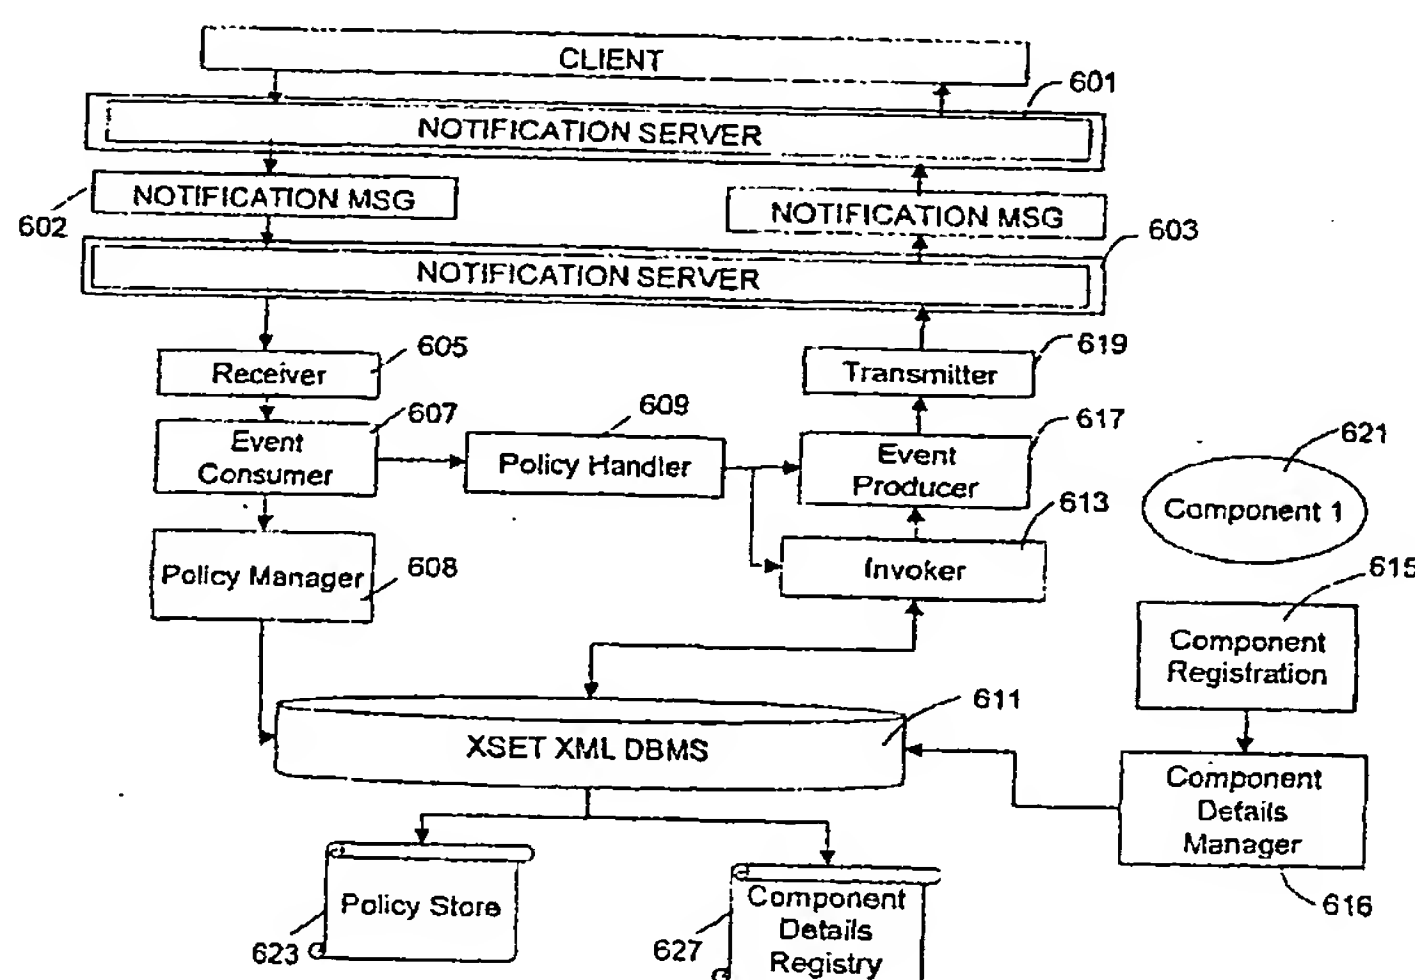 CLIENT
601
NOTIFICATION SERVER
NOTIFICATION MSG
602
NOTIFICATION MSG
603
NOTIFICATION SERVER
605
Receiver
619
Transmitter
607
Event
Consumer
609
Policy Handler
617
Event
Producer
621
Component 1
613
Invoker
608
Policy Manager
615
Component
Registration
611
XSET XML DBMS
Component
Details
Manager
616
Policy Store
623
Component
Details
Registry
627